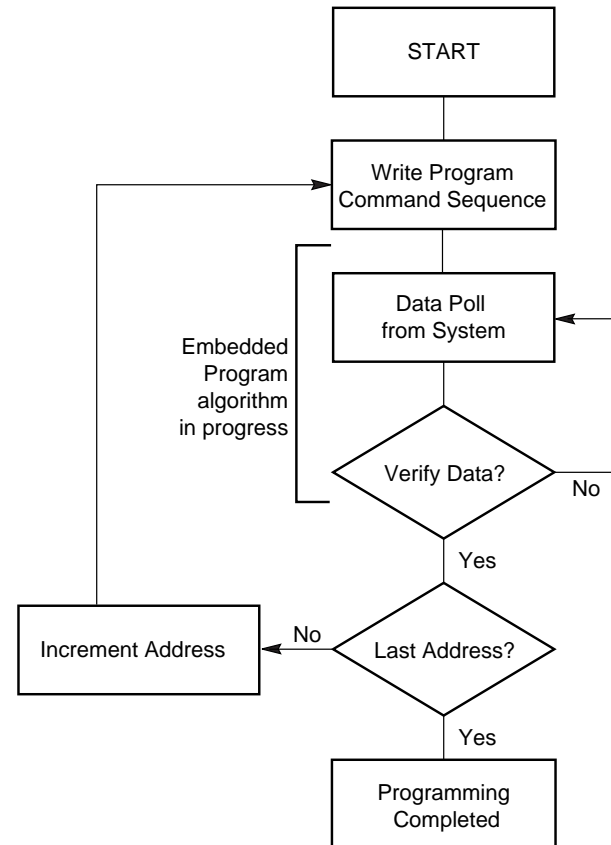 START
Write Program
Command Sequence
Data Poll
from System
Embedded
Program
algorithm
in progress
Verify Data?
No
Yes
Increment Address
No
Last Address?
Yes
Programming
Completed